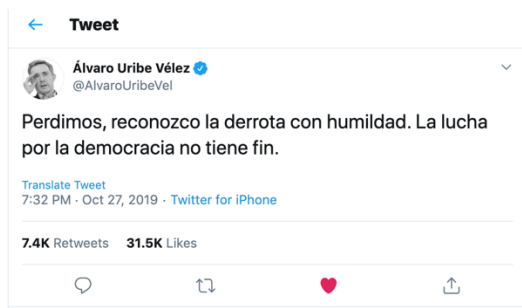 Tweet
Álvaro Uribe Vélez
@AlvaroUribeVel
Perdimos, reconozco la derrota con humildad. La lucha
por la democracia no tiene fin.
Translate Tweet
7:32 PM · Oct 27, 2019 · Twitter for iPhone
7.4K Retweets 31.5K Likes